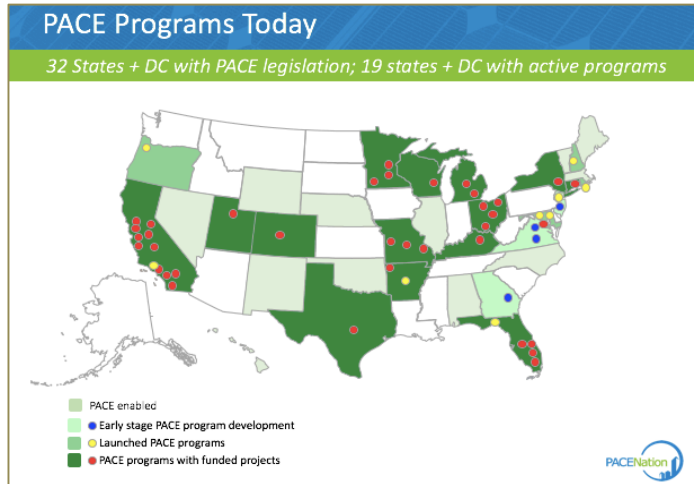 PACE Programs Today
32 States + DC with PACE legislation; 19 states + DC with active programs
PACE enabled
Early stage PACE program development
Launched PACE programs
PACE programs with funded projects
PACENation